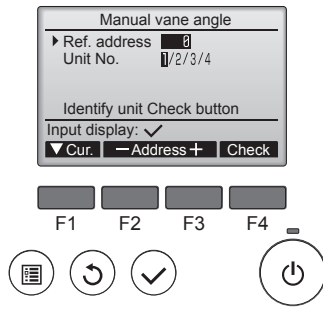 Manual vane angle
Ref. address 0
Unit No. 1/2/3/4
Identify unit Check button
Input display: ✓
▼Cur. −Address+ Check
F1 F2 F3 F4